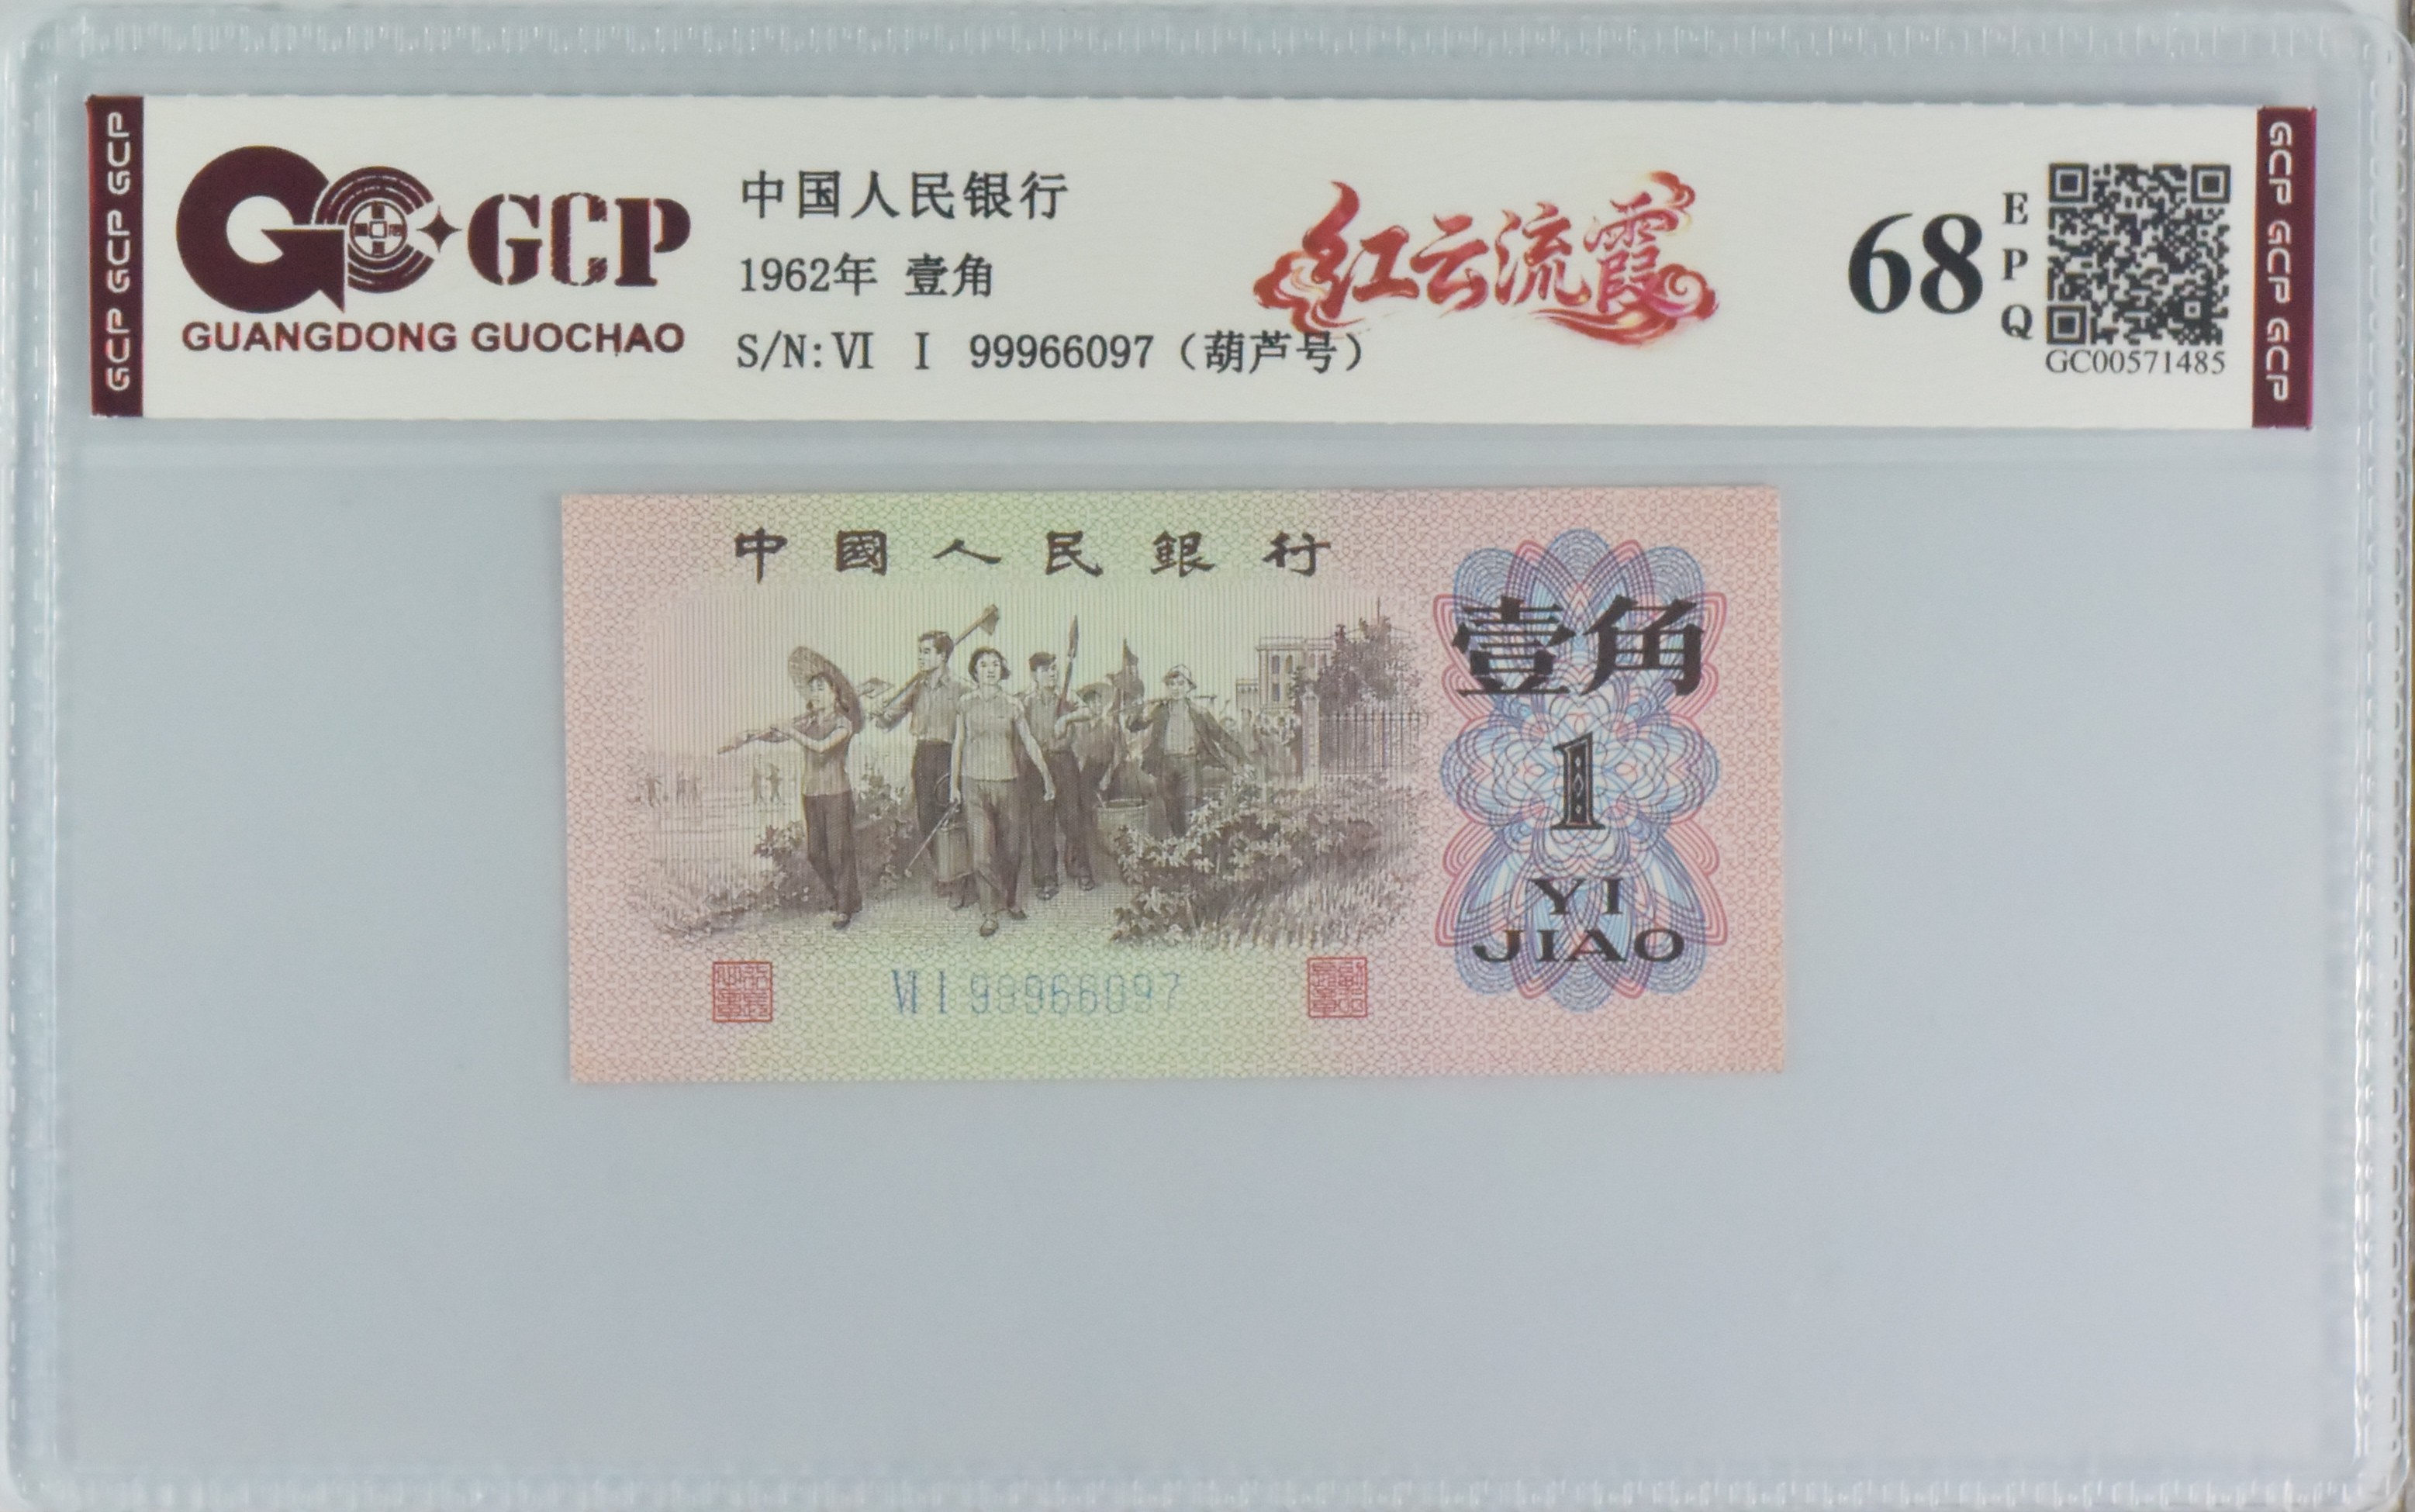 GCP GCP GCP
GCP
GUANGDONG GUOCHAO
中国人民银行
1962年 壹角
S/N:Ⅵ Ⅰ 99966097（葫芦号）
红云流霞
68
EPQ
GC00571485
GCP GCP GCP
中國人民銀行
壹角
1
YI
JIAO
Ⅵ Ⅰ 99966097